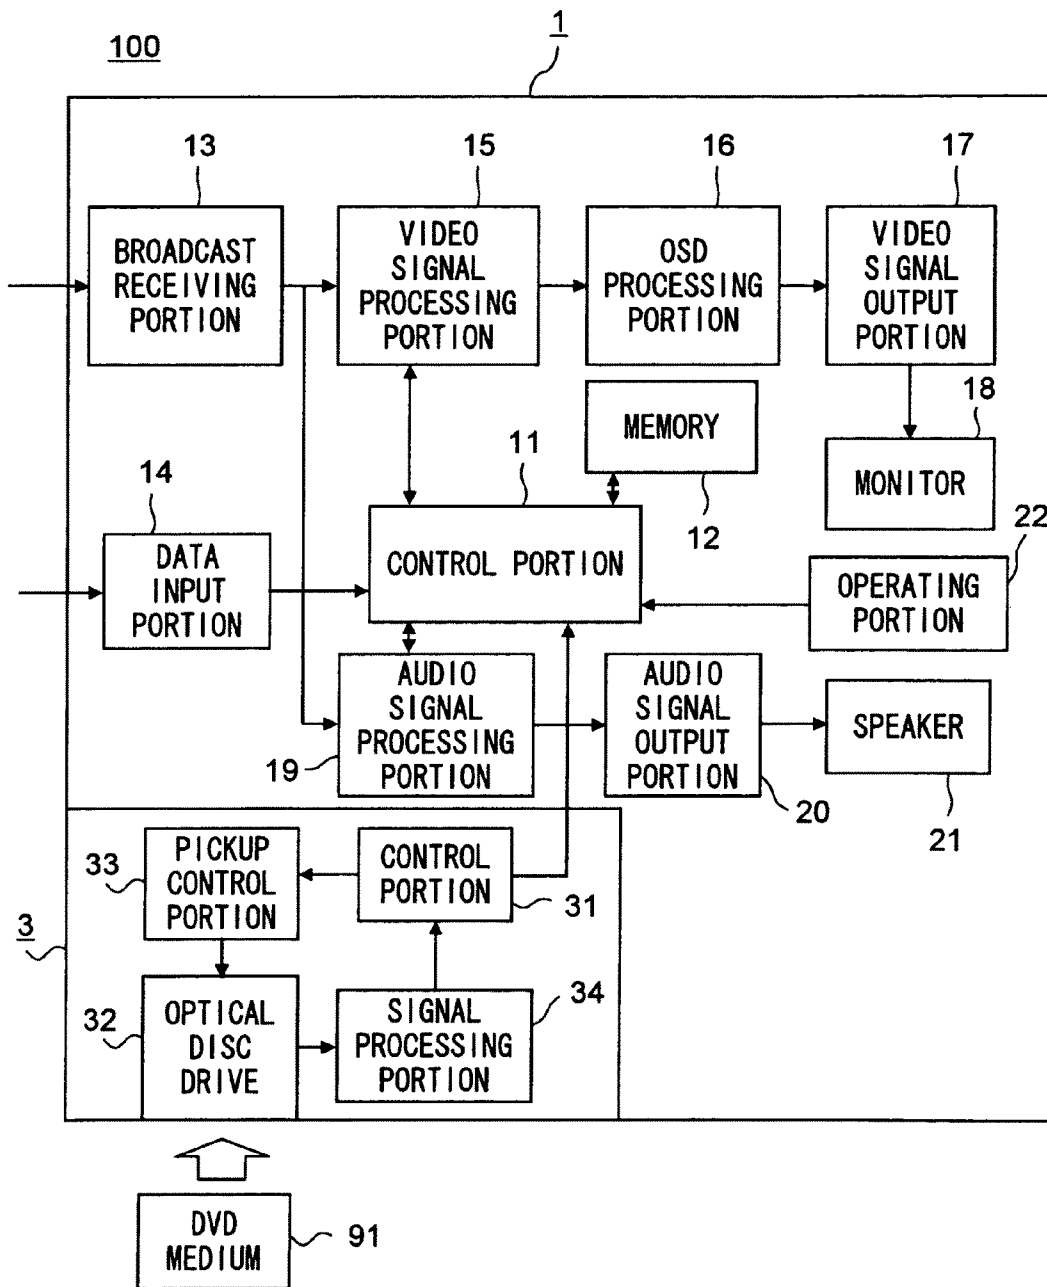 100
1
13
15
16
17
BROADCAST
RECEIVING
PORTION
VIDEO
SIGNAL
PROCESSING
PORTION
OSD
PROCESSING
PORTION
VIDEO
SIGNAL
OUTPUT
PORTION
18
MEMORY
MONITOR
11
12
14
22
DATA
INPUT
PORTION
CONTROL PORTION
OPERATING
PORTION
AUDIO
SIGNAL
PROCESSING
PORTION
19
AUDIO
SIGNAL
OUTPUT
PORTION
20
SPEAKER
21
33
PICKUP
CONTROL
PORTION
CONTROL
PORTION
31
3
32
OPTICAL
DISC
DRIVE
SIGNAL
PROCESSING
PORTION
34
DVD
MEDIUM
91